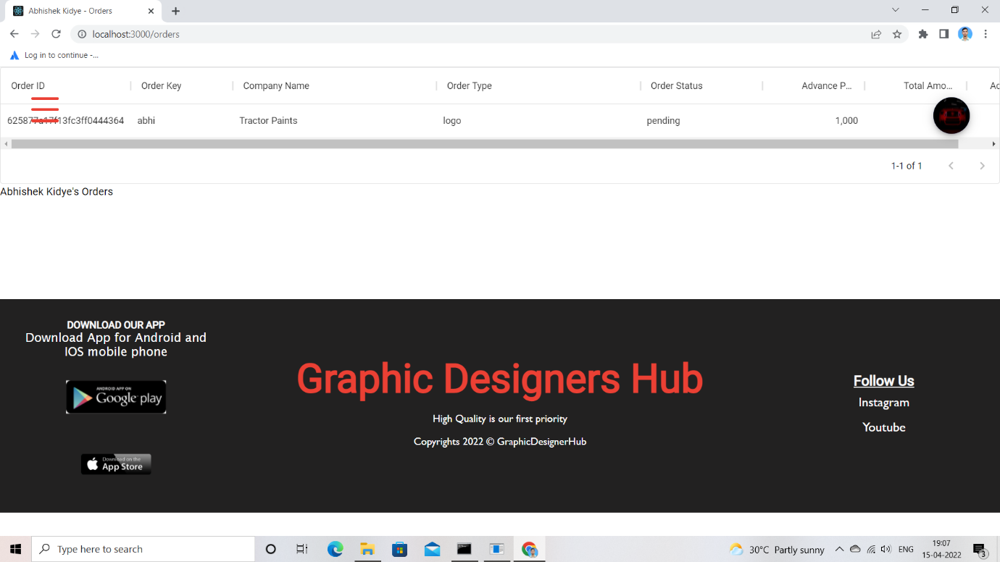 Abhishek Kidye - Orders
localhost:3000/orders
Log in to continue -...
Order ID Order Key Company Name Order Type Order Status Advance P... Total Amo... Ac
625877a17f13fc3ff0444364 abhi Tractor Paints logo pending 1,000
1-1 of 1
Abhishek Kidye's Orders
DOWNLOAD OUR APP
Download App for Android and
IOS mobile phone
ANDROID APP ON
Google play
Download on the
App Store
Graphic Designers Hub
High Quality is our first priority
Copyrights 2022 © GraphicDesignerHub
Follow Us
Instagram
Youtube
Type here to search
30°C Partly sunny
ENG
19:07
15-04-2022
3